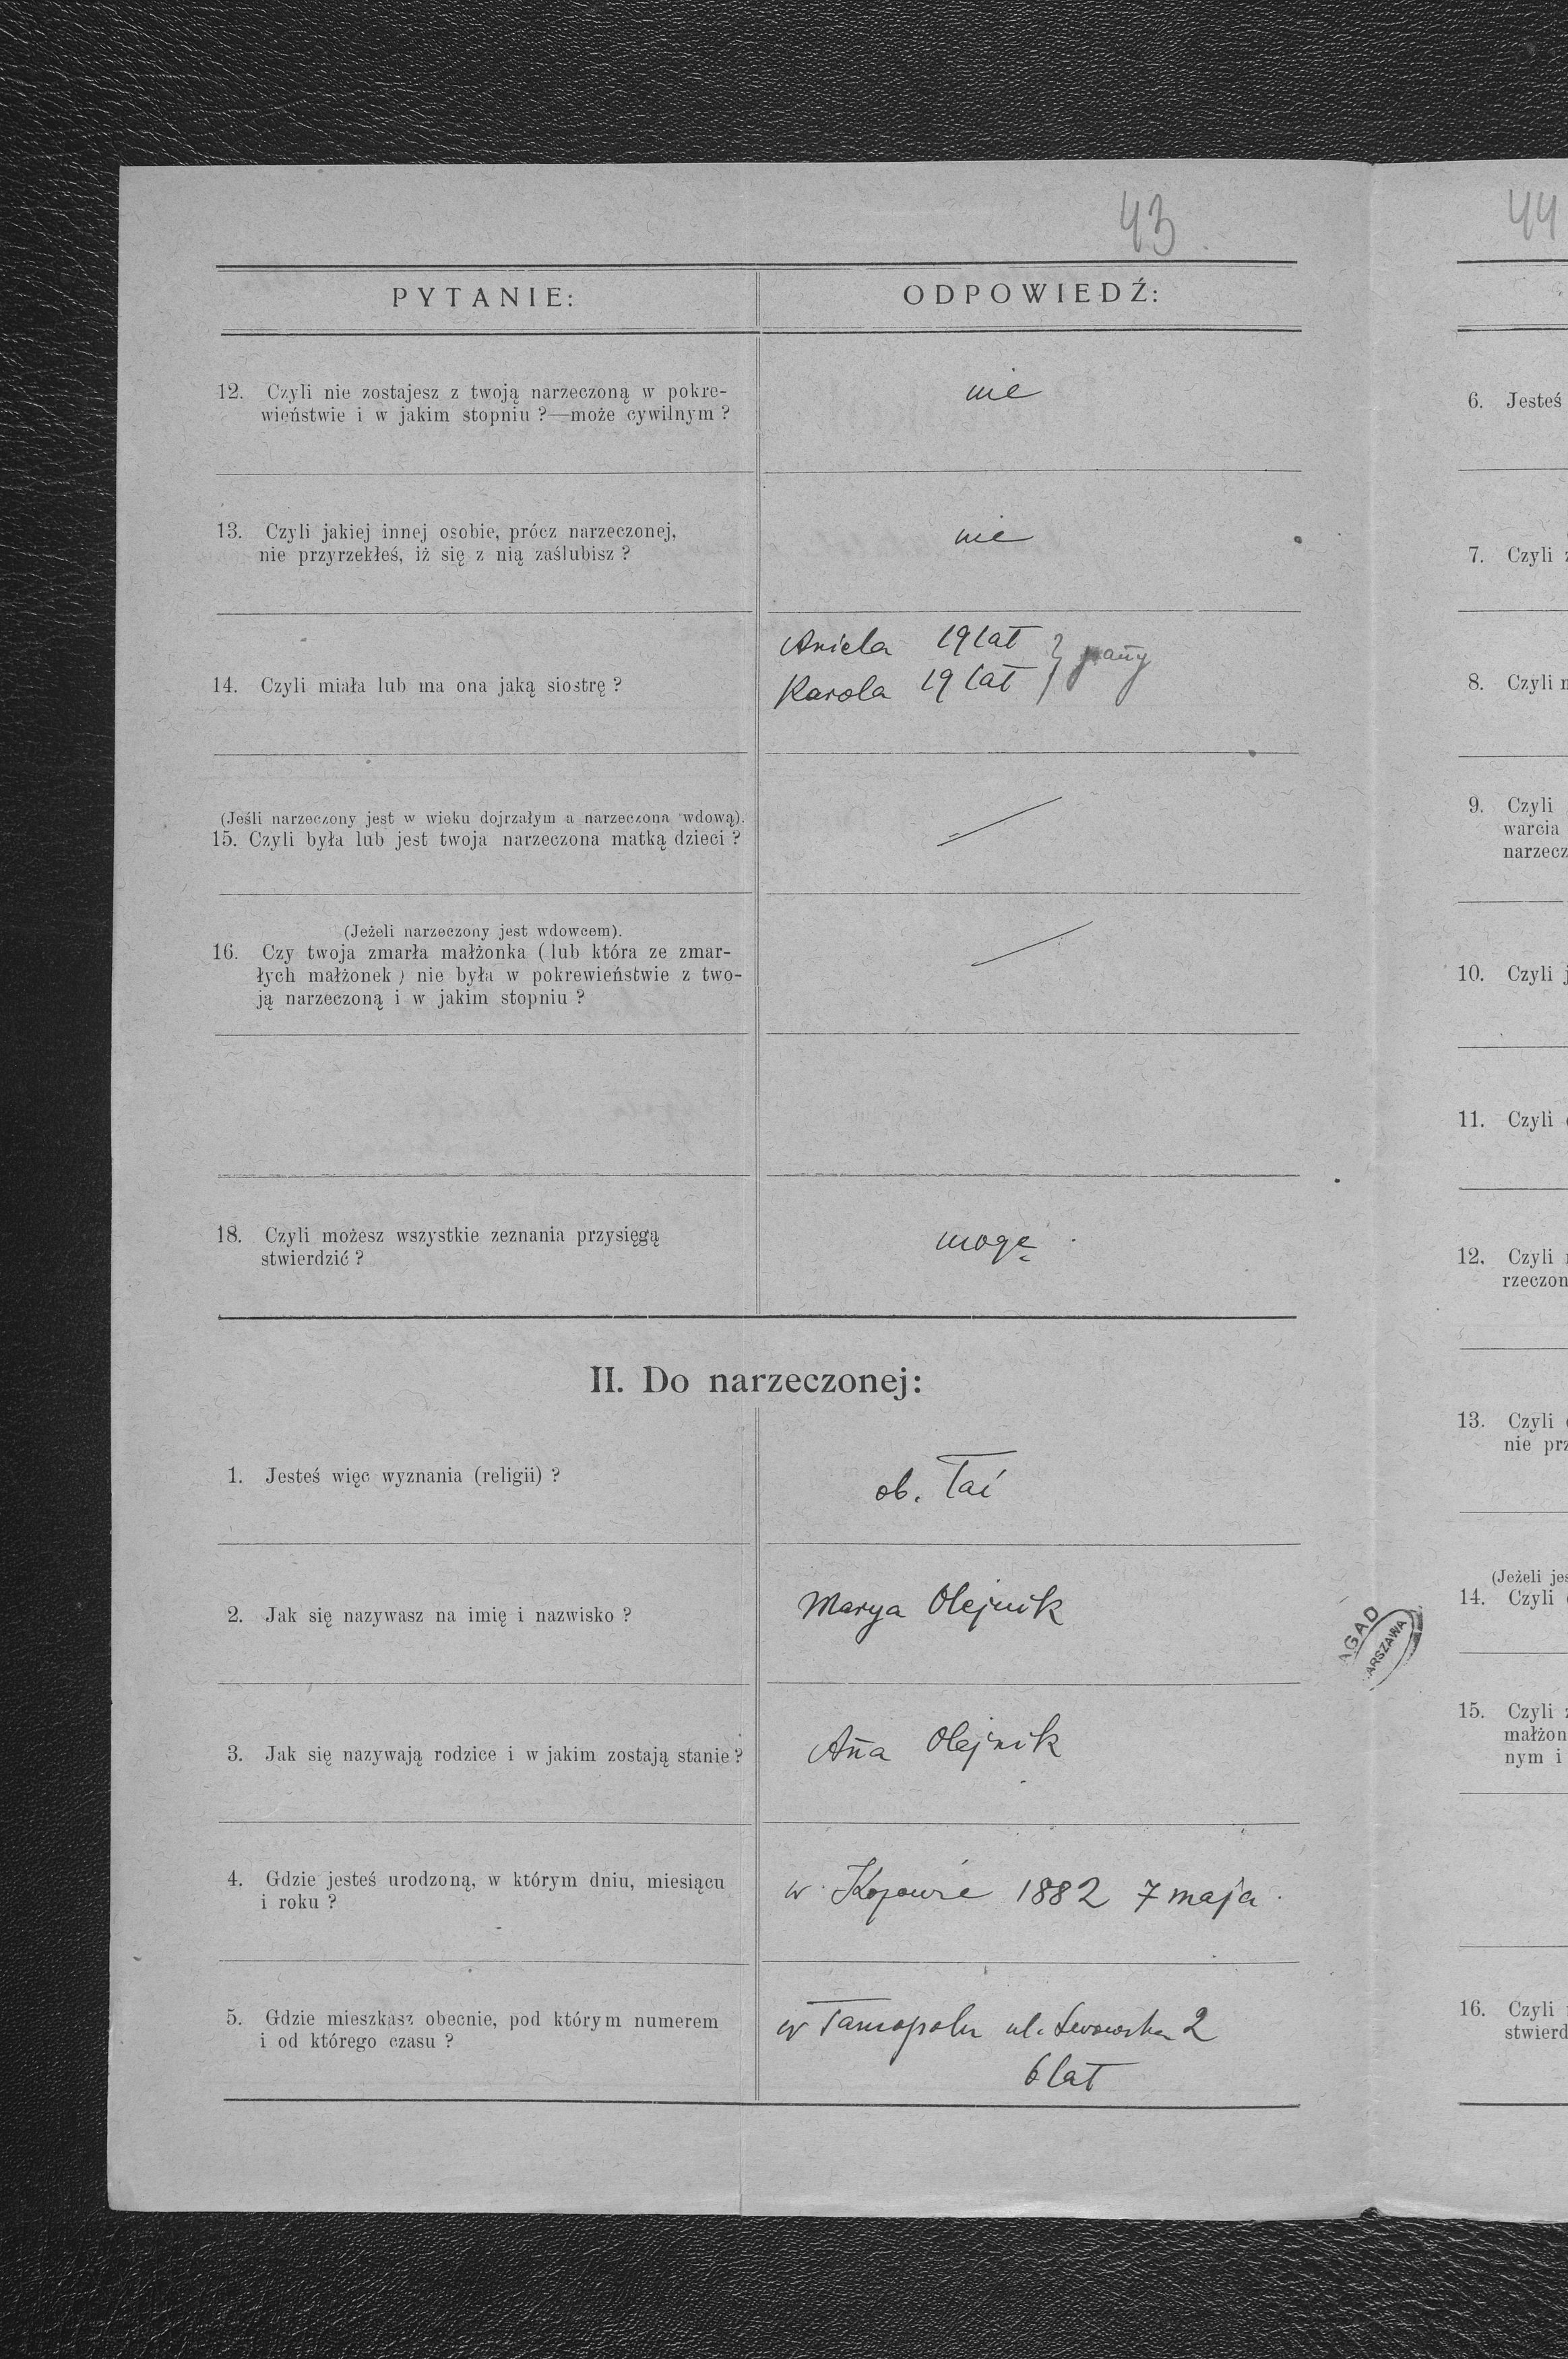 43
44
PYTANIE:
ODPOWIEDŹ:
12. Czyli nie zostajesz z twoją narzeczoną w pokre-
wieństwie i w jakim stopniu ?—może cywilnym ?
nie
13. Czyli jakiej innej osobie, prócz narzeczonej,
nie przyrzekłeś, iż się z nią zaślubisz ?
nie
14. Czyli miała lub ma ona jaką siostrę ?
Aniela 19 lat
Karola 19 lat } pañy
(Jeśli narzeczony jest w wieku dojrzałym a narzeczona wdową).
15. Czyli była lub jest twoja narzeczona matką dzieci ?
(Jeżeli narzeczony jest wdowcem).
16. Czy twoja zmarła małżonka (lub która ze zmar-
łych małżonek) nie była w pokrewieństwie z two-
ją narzeczoną i w jakim stopniu ?
18. Czyli możesz wszystkie zeznania przysięgą
stwierdzić ?
mogę
II. Do narzeczonej:
1. Jesteś więc wyznania (religii) ?
ob. łać
2. Jak się nazywasz na imię i nazwisko ?
Marya Olejnik
3. Jak się nazywają rodzice i w jakim zostają stanie ?
Aña Olejnik
4. Gdzie jesteś urodzoną, w którym dniu, miesiącu
i roku ?
w 1882 7 maja
5. Gdzie mieszkasz obecnie, pod którym numerem
i od którego czasu ?
w Tarnopolu ul. Lwowska 2
6 lat
6. Jesteś
7. Czyli
8. Czyli
9. Czyli
warcia
narzecz
10. Czyli
11. Czyli
12. Czyli
rzeczon
13. Czyli
nie prz
(Jeżeli jes
14. Czyli
15. Czyli
małżon
nym i
16. Czyli
stwierd
AGAD
ARSZAWA